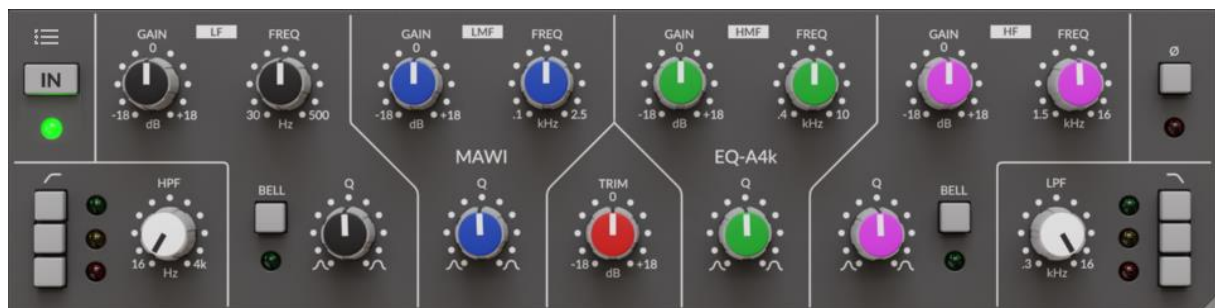 IN
GAIN LF FREQ
0
-18 dB +18
30 Hz 500
GAIN LMF FREQ
0
-18 dB +18
.1 kHz 2.5
GAIN HMF FREQ
0
-18 dB +18
.4 kHz 10
GAIN HF FREQ
0
-18 dB +18
1.5 kHz 16
Ø
MAWI EQ-A4k
HPF
16 Hz 4k
BELL
Q
Q
TRIM
0
-18 dB +18
Q
Q
BELL
LPF
.3 kHz 16